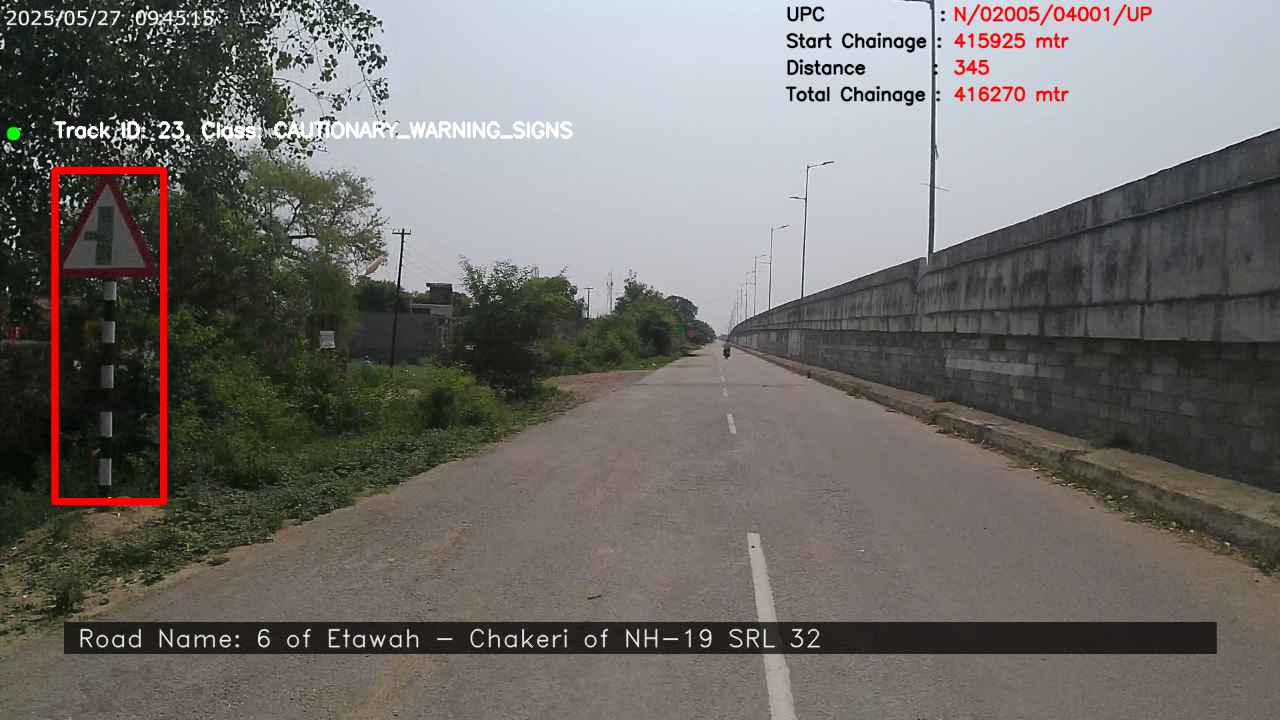 2025/05/27 09:45:15
UPC : N/02005/04001/UP
Start Chainage : 415925 mtr
Distance : 345
Total Chainage : 416270 mtr
Track ID: 23, Class: CAUTIONARY_WARNING_SIGNS
Road Name: 6 of Etawah - Chakeri of NH-19 SRL 32